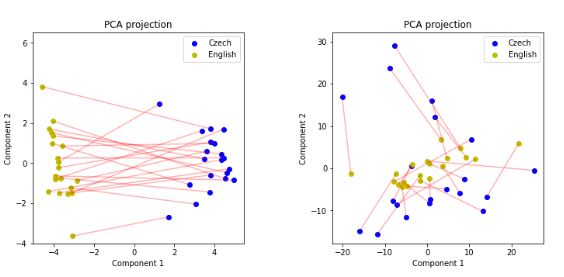 PCA projection
Czech
English
Component 2
6
4
2
0
−2
−4
−4
−2
0
2
4
Component 1
PCA projection
Czech
English
Component 2
30
20
10
0
−10
−20
−10
0
10
20
Component 1